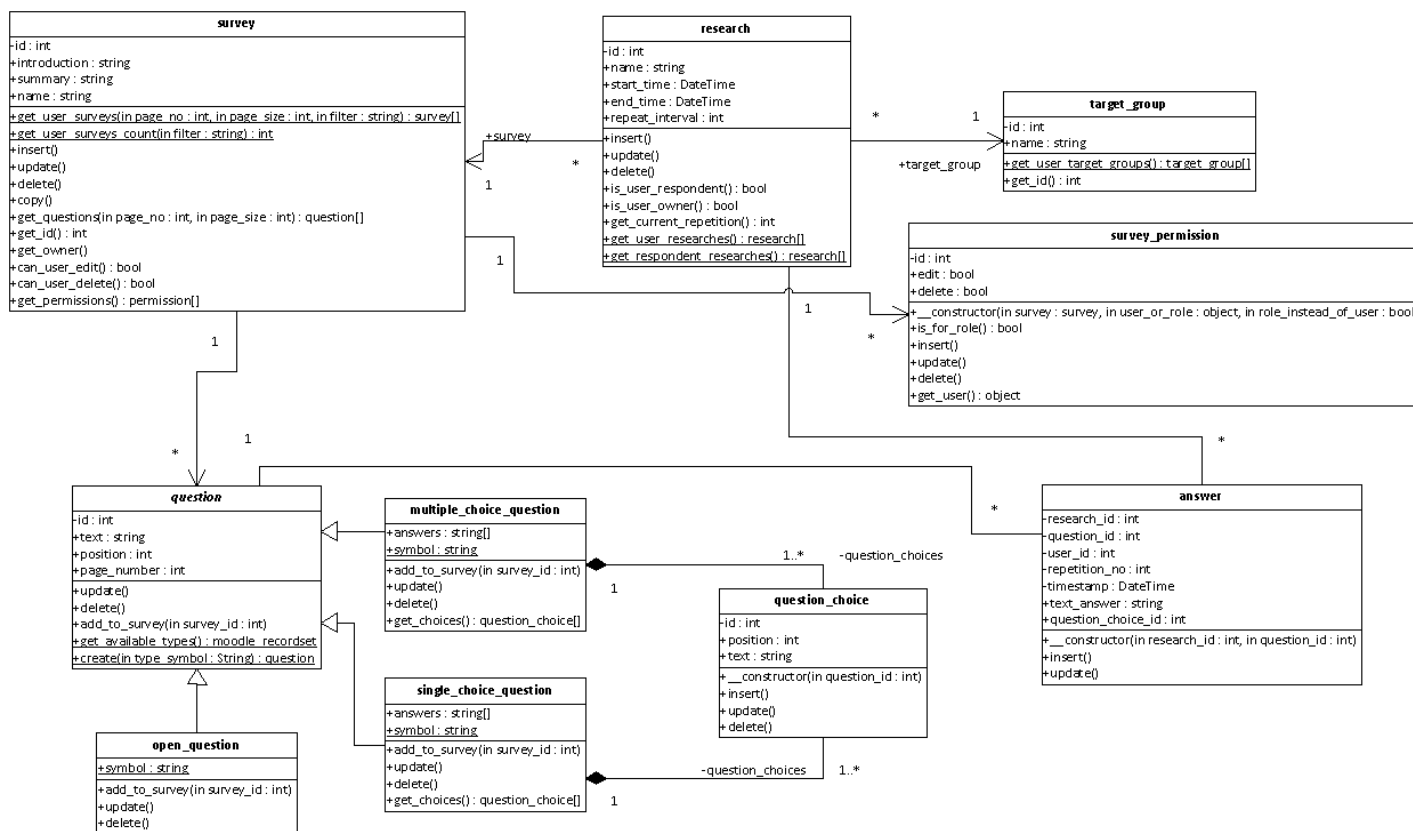 survey
-id : int
+introduction : string
+summary : string
+name : string
+get_user_surveys(in page_no : int, in page_size : int, in filter : string) : survey[]
+get_user_surveys_count(in filter : string) : int
+insert()
+update()
+delete()
+copy()
+get_questions(in page_no : int, in page_size : int) : question[]
+get_id() : int
+get_owner()
+can_user_edit() : bool
+can_user_delete() : bool
+get_permissions() : permission[]
+survey
*
1
research
-id : int
+name : string
+start_time : DateTime
+end_time : DateTime
+repeat_interval : int
+insert()
+update()
+delete()
+is_user_respondent() : bool
+is_user_owner() : bool
+get_current_repetition() : int
+get_user_researches() : research[]
+get_respondent_researches() : research[]
*
1
+target_group
target_group
-id : int
+name : string
+get_user_target_groups() : target_group[]
+get_id() : int
1
*
survey_permission
-id : int
+edit : bool
+delete : bool
+__constructor(in survey : survey, in user_or_role : object, in role_instead_of_user : bool
+is_for_role() : bool
+insert()
+update()
+delete()
+get_user() : object
1
*
1
*
1
*
question
-id : int
+text : string
+position : int
+page_number : int
+update()
+delete()
+add_to_survey(in survey_id : int)
+get_available_types() : moodle_recordset
+create(in type_symbol : String) : question
multiple_choice_question
+answers : string[]
+symbol : string
+add_to_survey(in survey_id : int)
+update()
+delete()
+get_choices() : question_choice[]
1
1..*
-question_choices
question_choice
-id : int
+position : int
+text : string
+__constructor(in question_id : int)
+insert()
+update()
+delete()
answer
-research_id : int
-question_id : int
-user_id : int
-repetition_no : int
-timestamp : DateTime
+text_answer : string
+question_choice_id : int
+__constructor(in research_id : int, in question_id : int)
+insert()
+update()
single_choice_question
+answers : string[]
+symbol : string
+add_to_survey(in survey_id : int)
+update()
+delete()
+get_choices() : question_choice[]
-question_choices
1..*
1
open_question
+symbol : string
+add_to_survey(in survey_id : int)
+update()
+delete()